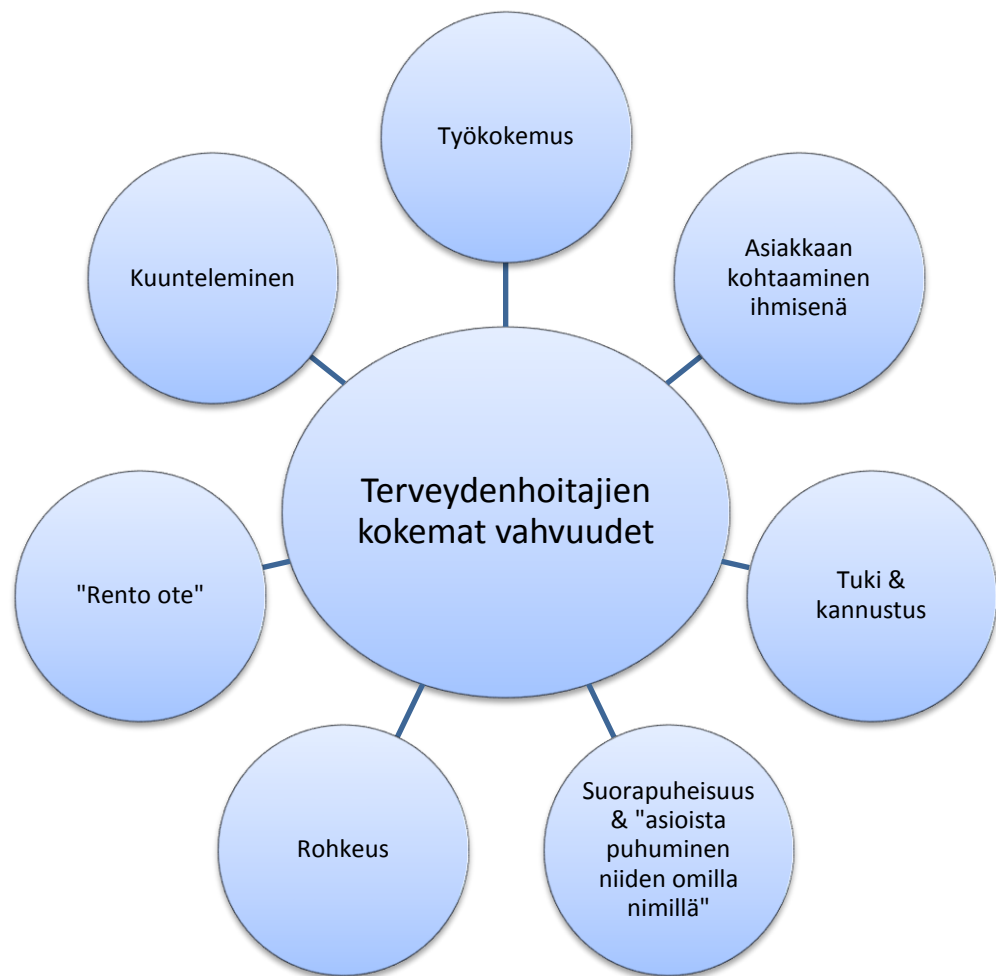 Työkokemus
Asiakkaan
kohtaaminen
ihmisenä
Kuunteleminen
Terveydenhoitajien
kokemat vahvuudet
Tuki &
kannustus
"Rento ote"
Suorapuheisuus
& "asioista
puhuminen
niiden omilla
nimillä"
Rohkeus